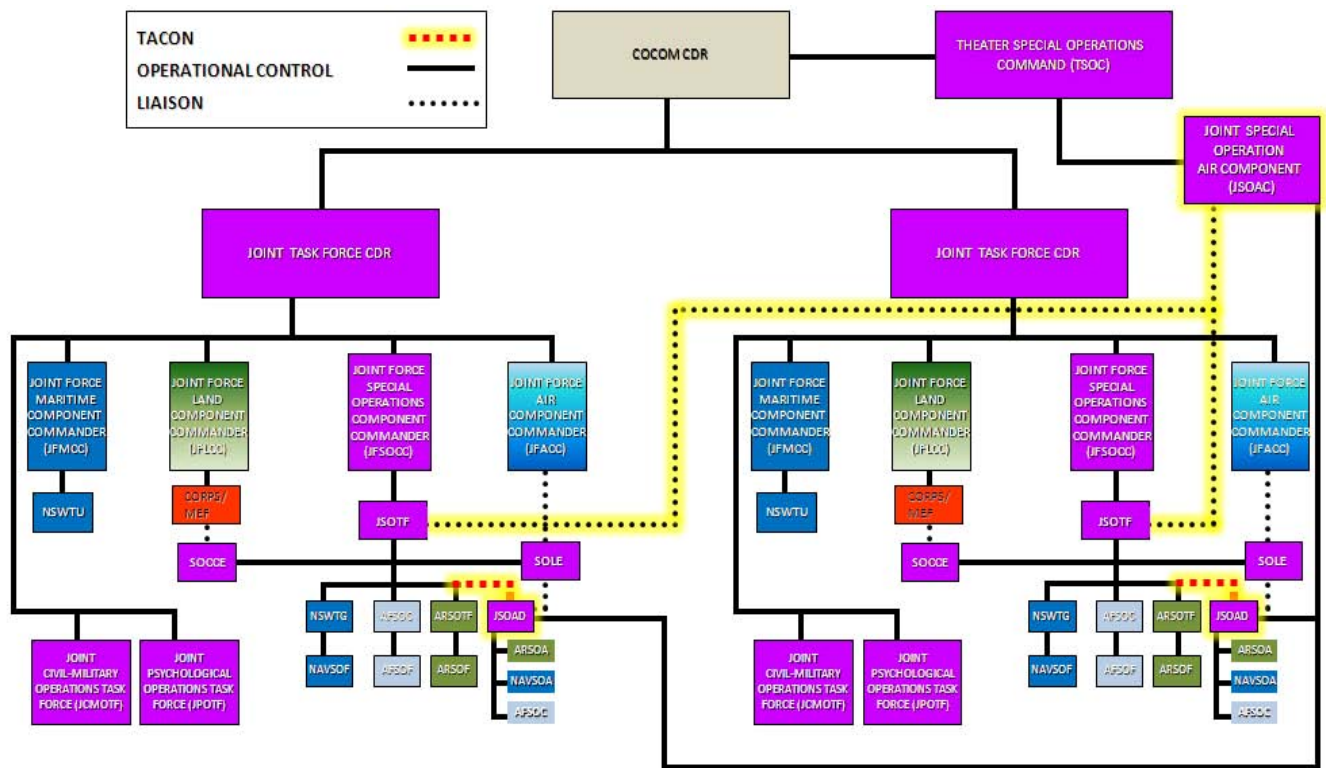 TACON
OPERATIONAL CONTROL
LIAISON
COCOM CDR
THEATER SPECIAL OPERATIONS
COMMAND (TSOC)
JOINT SPECIAL
OPERATION
AIR COMPONENT
(JSOAC)
JOINT TASK FORCE CDR
JOINT TASK FORCE CDR
JOINT FORCE
MARITIME
COMPONENT
COMMANDER
(JFMCC)
JOINT FORCE
LAND
COMPONENT
COMMANDER
(JFLCC)
JOINT FORCE
SPECIAL
OPERATIONS
COMPONENT
COMMANDER
(JFSOCC)
JOINT FORCE
AIR
COMPONENT
COMMANDER
(JFACC)
NSWTU
CORPS/
MEF
JSOTF
SOCCE
SOLE
NSWTG
AFSOC
ARSOTF
JSOAD
NAVSOF
AFSOF
ARSOF
ARSOA
NAVSOA
AFSOC
JOINT
CIVIL-MILITARY
OPERATIONS TASK
FORCE (JCMOTF)
JOINT
PSYCHOLOGICAL
OPERATIONS TASK
FORCE (JPOTF)
JOINT FORCE
MARITIME
COMPONENT
COMMANDER
(JFMCC)
JOINT FORCE
LAND
COMPONENT
COMMANDER
(JFLCC)
JOINT FORCE
SPECIAL
OPERATIONS
COMPONENT
COMMANDER
(JFSOCC)
JOINT FORCE
AIR
COMPONENT
COMMANDER
(JFACC)
NSWTU
CORPS/
MEF
JSOTF
SOCCE
SOLE
NSWTG
AFSOC
ARSOTF
JSOAD
NAVSOF
AFSOF
ARSOF
ARSOA
NAVSOA
AFSOC
JOINT
CIVIL-MILITARY
OPERATIONS TASK
FORCE (JCMOTF)
JOINT
PSYCHOLOGICAL
OPERATIONS TASK
FORCE (JPOTF)